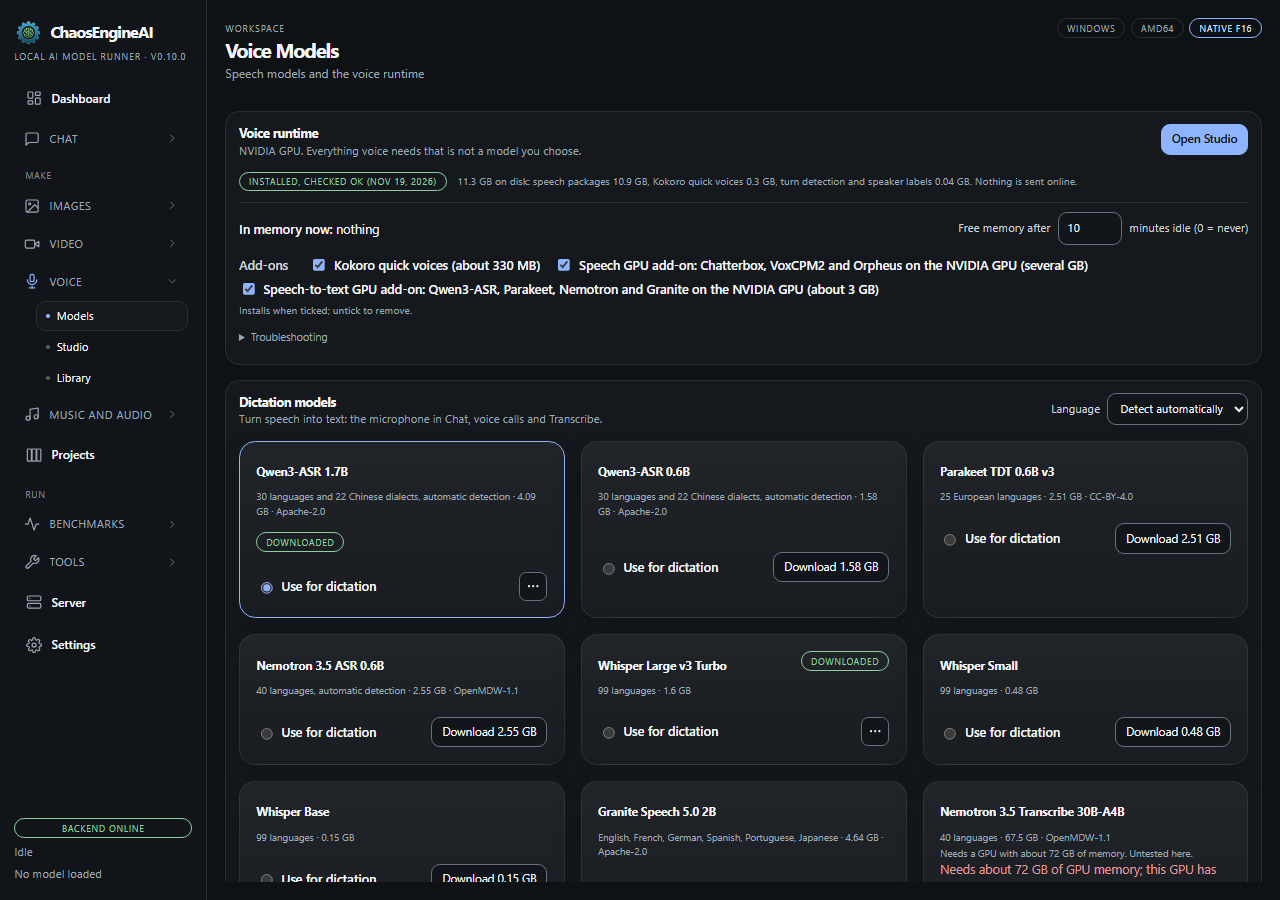 ChaosEngineAI
LOCAL AI MODEL RUNNER · V0.10.0
Dashboard
CHAT
MAKE
IMAGES
VIDEO
VOICE
Models
Studio
Library
MUSIC AND AUDIO
Projects
RUN
BENCHMARKS
TOOLS
Server
Settings
BACKEND ONLINE
Idle
No model loaded
WORKSPACE
Voice Models
Speech models and the voice runtime
WINDOWS
AMD64
NATIVE F16
Voice runtime
NVIDIA GPU. Everything voice needs that is not a model you choose.
Open Studio
INSTALLED, CHECKED OK (NOV 19, 2026)
11.3 GB on disk: speech packages 10.9 GB, Kokoro quick voices 0.3 GB, turn detection and speaker labels 0.04 GB. Nothing is sent online.
In memory now: nothing
Free memory after 10 minutes idle (0 = never)
Add-ons
Kokoro quick voices (about 330 MB)
Speech GPU add-on: Chatterbox, VoxCPM2 and Orpheus on the NVIDIA GPU (several GB)
Speech-to-text GPU add-on: Qwen3-ASR, Parakeet, Nemotron and Granite on the NVIDIA GPU (about 3 GB)
Installs when ticked; untick to remove.
Troubleshooting
Dictation models
Turn speech into text: the microphone in Chat, voice calls and Transcribe.
Language
Detect automatically
Qwen3-ASR 1.7B
30 languages and 22 Chinese dialects, automatic detection · 4.09
GB · Apache-2.0
DOWNLOADED
Use for dictation
...
Qwen3-ASR 0.6B
30 languages and 22 Chinese dialects, automatic detection · 1.58
GB · Apache-2.0
Use for dictation
Download 1.58 GB
Parakeet TDT 0.6B v3
25 European languages · 2.51 GB · CC-BY-4.0
Use for dictation
Download 2.51 GB
Nemotron 3.5 ASR 0.6B
40 languages, automatic detection · 2.55 GB · OpenMDW-1.1
Use for dictation
Download 2.55 GB
Whisper Large v3 Turbo
DOWNLOADED
99 languages · 1.6 GB
Use for dictation
...
Whisper Small
99 languages · 0.48 GB
Use for dictation
Download 0.48 GB
Whisper Base
99 languages · 0.15 GB
Use for dictation
Download 0.15 GB
Granite Speech 5.0 2B
English, French, German, Spanish, Portuguese, Japanese · 4.64 GB ·
Apache-2.0
Nemotron 3.5 Transcribe 30B-A4B
40 languages · 67.5 GB · OpenMDW-1.1
Needs a GPU with about 72 GB of memory. Untested here.
Needs about 72 GB of GPU memory; this GPU has